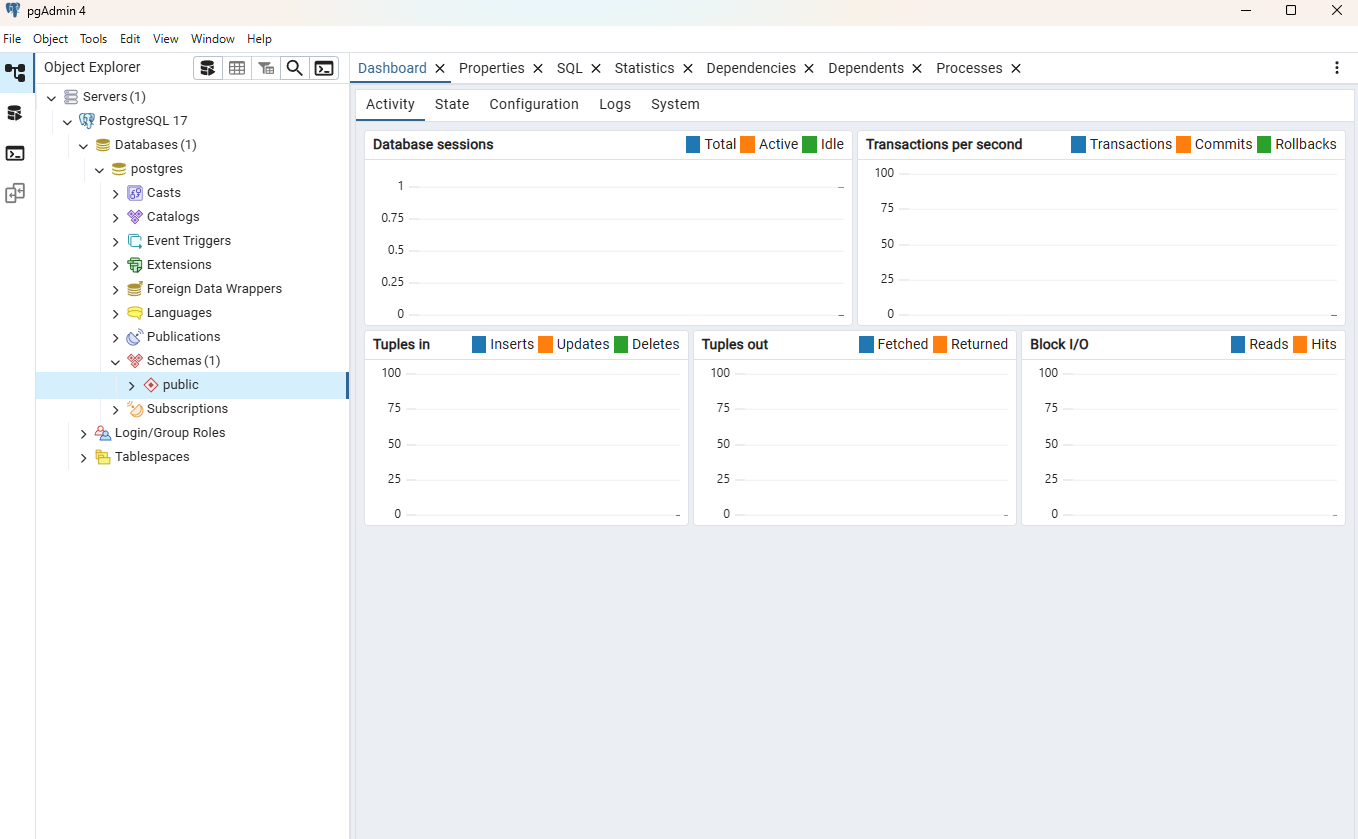 pgAdmin 4
File Object Tools Edit View Window Help
Object Explorer
Servers (1)
PostgreSQL 17
Databases (1)
postgres
Casts
Catalogs
Event Triggers
Extensions
Foreign Data Wrappers
Languages
Publications
Schemas (1)
public
Subscriptions
Login/Group Roles
Tablespaces
Dashboard Properties SQL Statistics Dependencies Dependents Processes
Activity State Configuration Logs System
Database sessions Total Active Idle
1
0.75
0.5
0.25
0
Transactions per second Transactions Commits Rollbacks
100
75
50
25
0
Tuples in Inserts Updates Deletes
100
75
50
25
0
Tuples out Fetched Returned
100
75
50
25
0
Block I/O Reads Hits
100
75
50
25
0